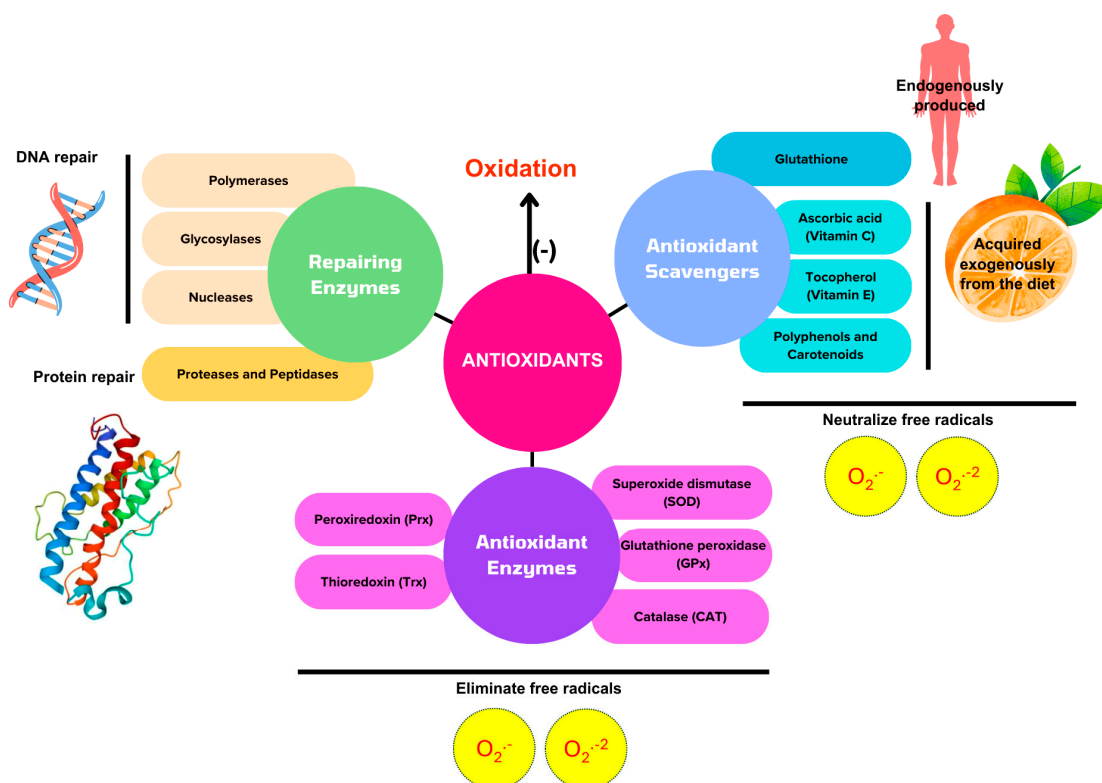 Endogenously
produced
DNA repair
Polymerases
Glycosylases
Nucleases
Repairing
Enzymes
Protein repair
Proteases and Peptidases
Oxidation
(-)
ANTIOXIDANTS
Antioxidant
Scavengers
Glutathione
Ascorbic acid
(Vitamin C)
Tocopherol
(Vitamin E)
Polyphenols and
Carotenoids
Acquired
exogenously
from the diet
Neutralize free radicals
O₂·-
O₂·-2
Peroxiredoxin (Prx)
Thioredoxin (Trx)
Antioxidant
Enzymes
Superoxide dismutase
(SOD)
Glutathione peroxidase
(GPx)
Catalase (CAT)
Eliminate free radicals
O₂·-
O₂·-2